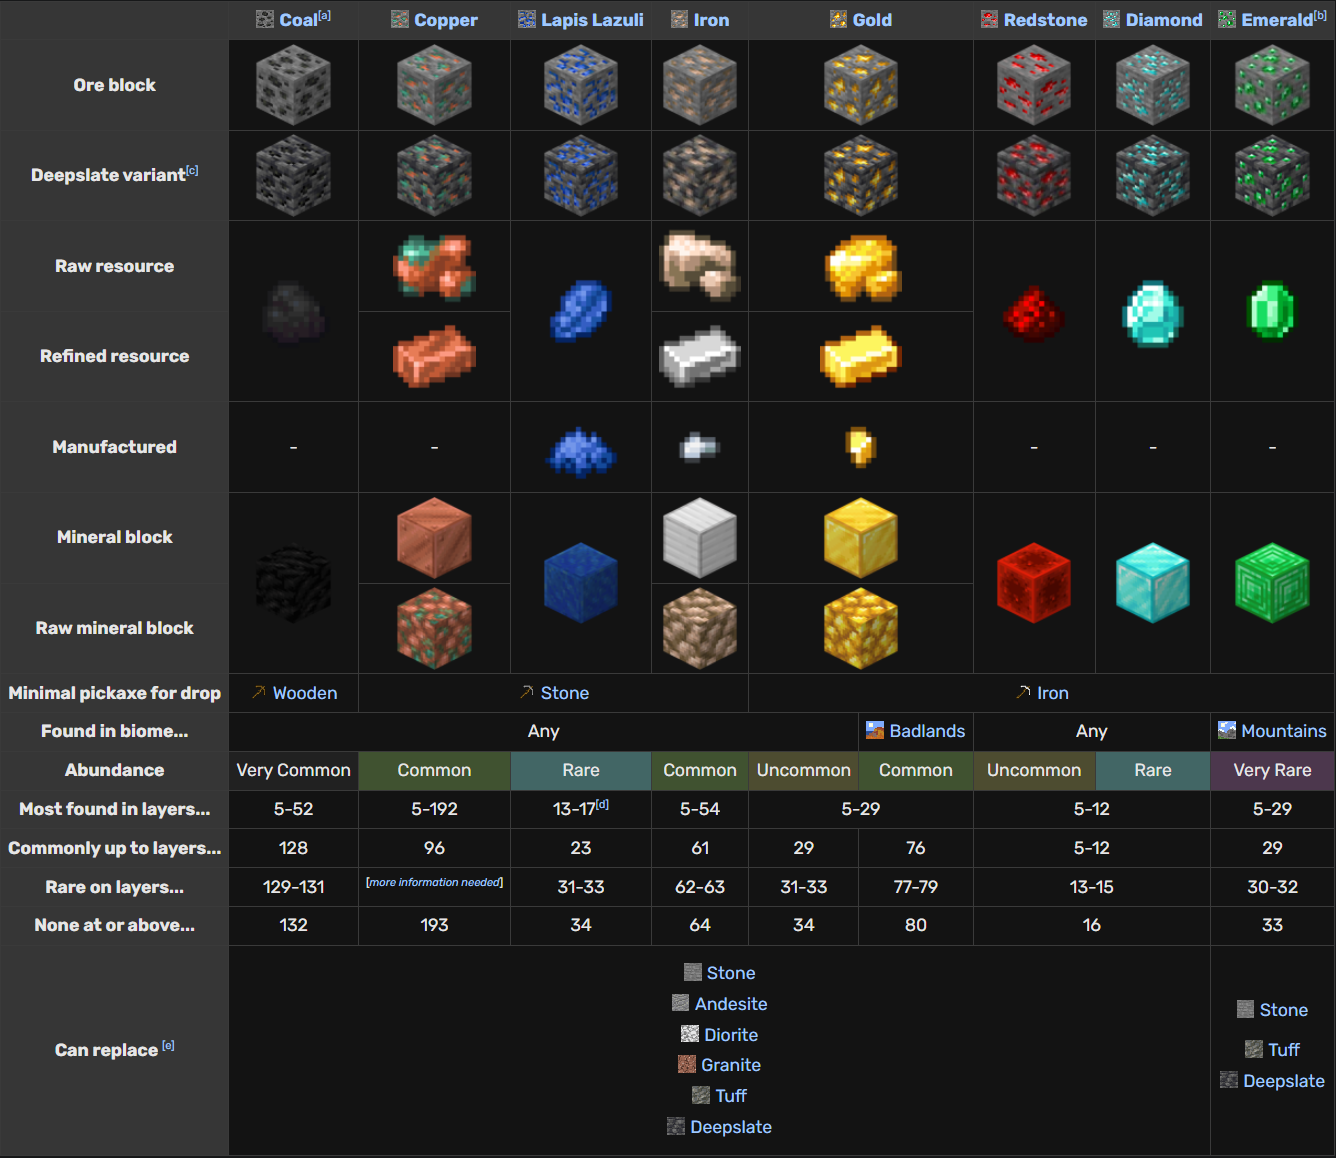 Coal[a] Copper Lapis Lazuli Iron Gold Redstone Diamond Emerald[b]
Ore block
Deepslate variant[c]
Raw resource
Refined resource
Manufactured - - - - -
Mineral block
Raw mineral block
Minimal pickaxe for drop Wooden Stone Iron
Found in biome... Any Badlands Any Mountains
Abundance Very Common Common Rare Common Uncommon Common Uncommon Rare Very Rare
Most found in layers... 5-52 5-192 13-17[d] 5-54 5-29 5-12 5-29
Commonly up to layers... 128 96 23 61 29 76 5-12 29
Rare on layers... 129-131 [more information needed] 31-33 62-63 31-33 77-79 13-15 30-32
None at or above... 132 193 34 64 34 80 16 33
Can replace [e]
Stone
Andesite
Diorite
Granite
Tuff
Deepslate
Stone
Tuff
Deepslate